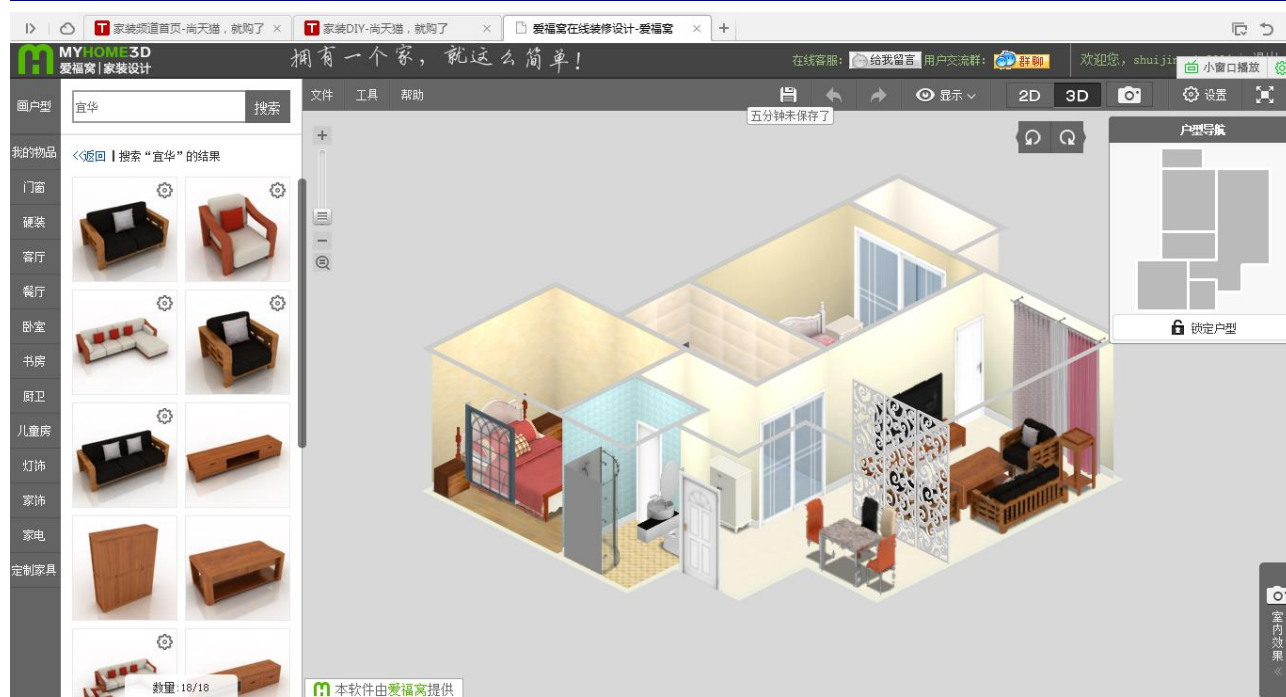 家装频道首页-尚天猫，就购了
家装DIY-尚天猫，就购了
爱福窝在线装修设计-爱福窝
MYHOME3D
爱福窝|家装设计
拥有一个家，就这么简单！
在线客服：
给我留言
用户交流群：
群聊
欢迎您，shuijin
小窗口播放
画户型
宜华
搜索
文件
工具
帮助
显示
2D
3D
设置
五分钟未保存了
户型导航
我的物品
<<返回 | 搜索“宜华”的结果
门窗
硬装
客厅
餐厅
卧室
书房
厨卫
儿童房
灯饰
家饰
家电
定制家具
锁定户型
室内效果
数量:18/18
本软件由爱福窝提供